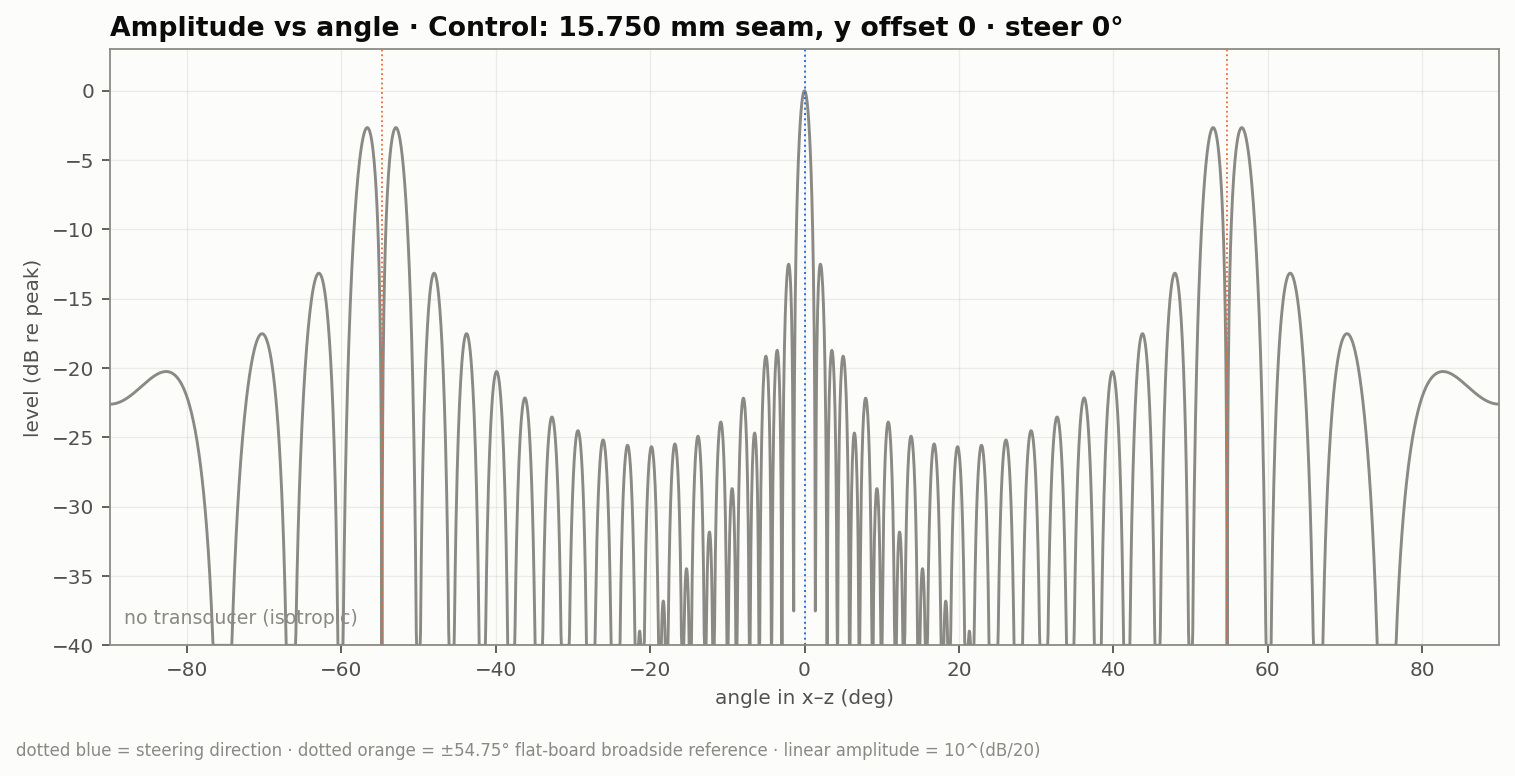 Amplitude vs angle · Control: 15.750 mm seam, y offset 0 · steer 0°
level (dB re peak)
0
−5
−10
−15
−20
−25
−30
−35
−40
no transducer (isotropic)
−80 −60 −40 −20 0 20 40 60 80
angle in x–z (deg)
dotted blue = steering direction · dotted orange = ±54.75° flat-board broadside reference · linear amplitude = 10^(dB/20)